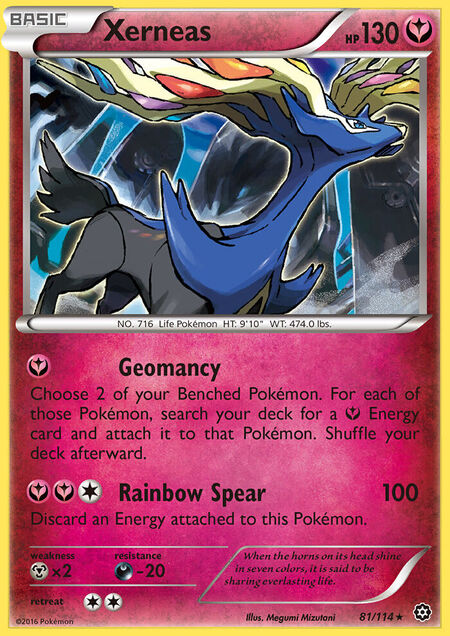 BASIC
Xerneas
HP 130
NO. 716 Life Pokémon HT: 9'10" WT: 474.0 lbs.
Geomancy
Choose 2 of your Benched Pokémon. For each of
those Pokémon, search your deck for a Energy
card and attach it to that Pokémon. Shuffle your
deck afterward.
Rainbow Spear 100
Discard an Energy attached to this Pokémon.
weakness resistance
×2 -20
When the horns on its head shine
in seven colors, it is said to be
sharing everlasting life.
retreat
©2016 Pokémon Illus. Megumi Mizutani 81/114★